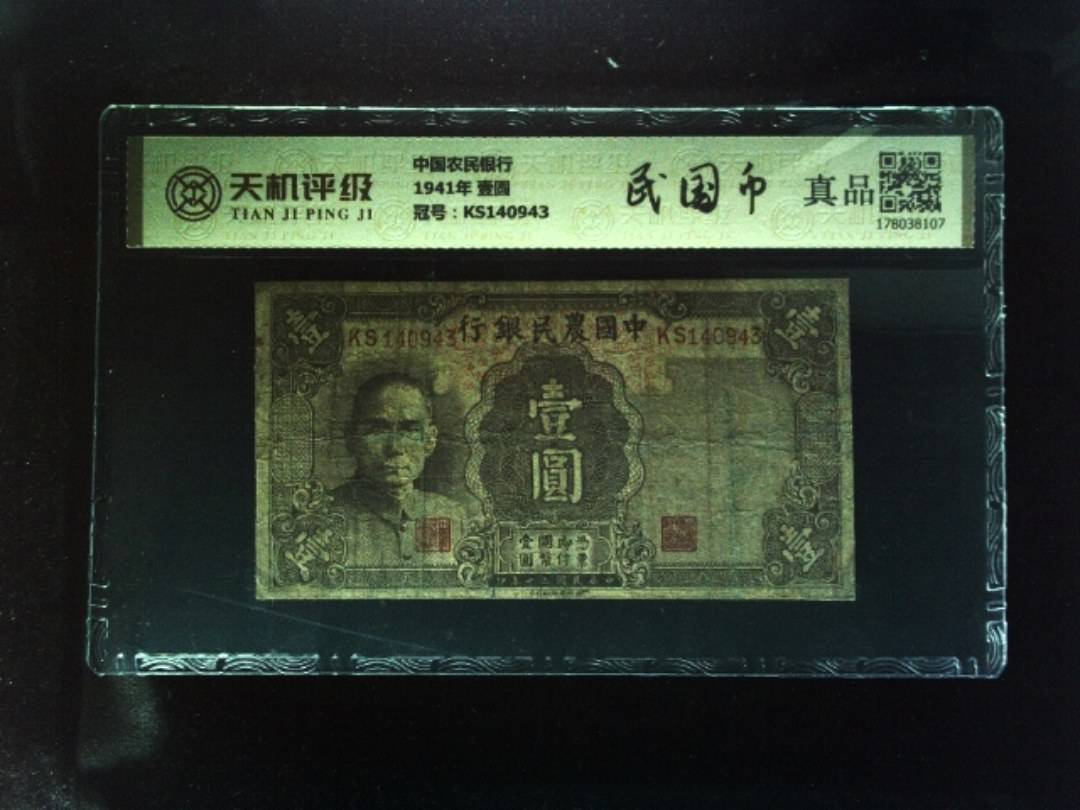 天机评级
TIAN JI PING JI
中国农民银行
1941年 壹圆
冠号：KS140943
民国币
真品
178038107
行銀民農國中
KS140943
KS140943
壹
壹
壹
圓
壹
壹